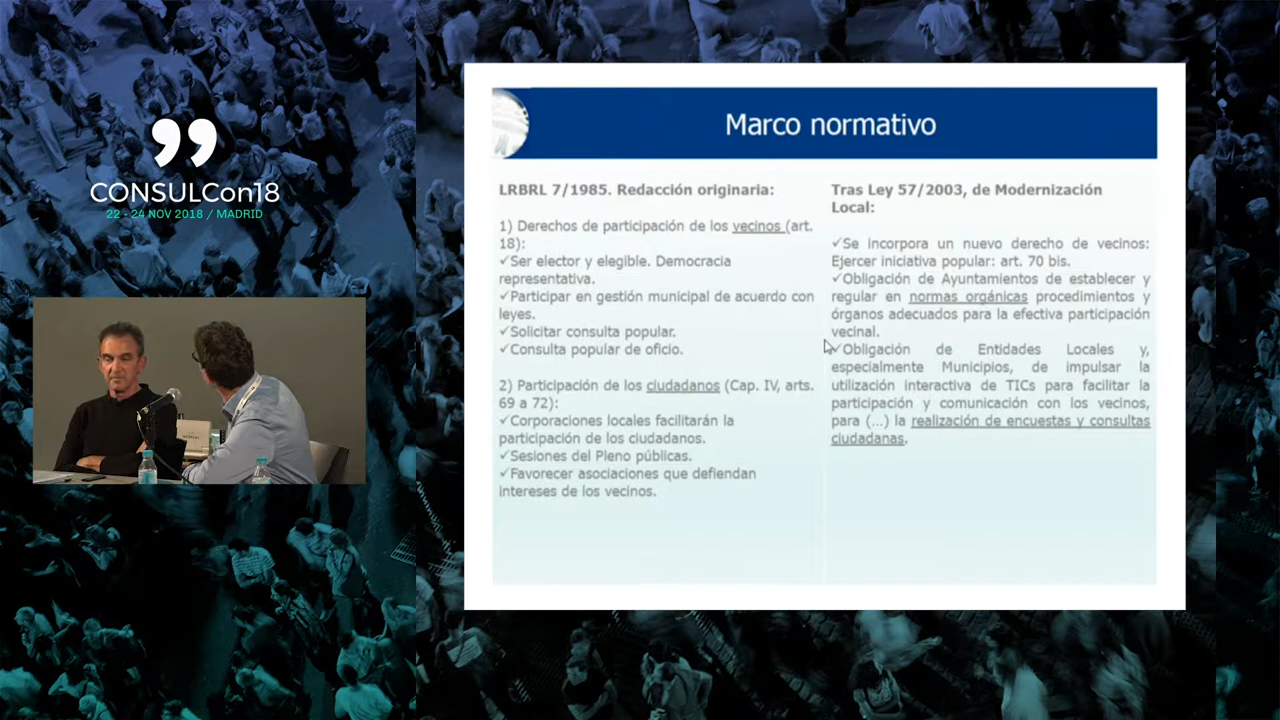 CONSULCon18
22 - 24 NOV 2018 / MADRID
Marco normativo
LRBRL 7/1985. Redacción originaria:
1) Derechos de participación de los vecinos (art.
18):
✓Ser elector y elegible. Democracia
representativa.
✓Participar en gestión municipal de acuerdo con
leyes.
✓Solicitar consulta popular.
✓Consulta popular de oficio.
2) Participación de los ciudadanos (Cap. IV, arts.
69 a 72):
✓Corporaciones locales facilitarán la
participación de los ciudadanos.
✓Sesiones del Pleno públicas.
✓Favorecer asociaciones que defiendan
intereses de los vecinos.
Tras Ley 57/2003, de Modernización
Local:
✓Se incorpora un nuevo derecho de vecinos:
Ejercer iniciativa popular: art. 70 bis.
✓Obligación de Ayuntamientos de establecer y
regular en normas orgánicas procedimientos y
órganos adecuados para la efectiva participación
vecinal.
✓Obligación de Entidades Locales y,
especialmente Municipios, de impulsar la
utilización interactiva de TICs para facilitar la
participación y comunicación con los vecinos,
para (...) la realización de encuestas y consultas
ciudadanas.